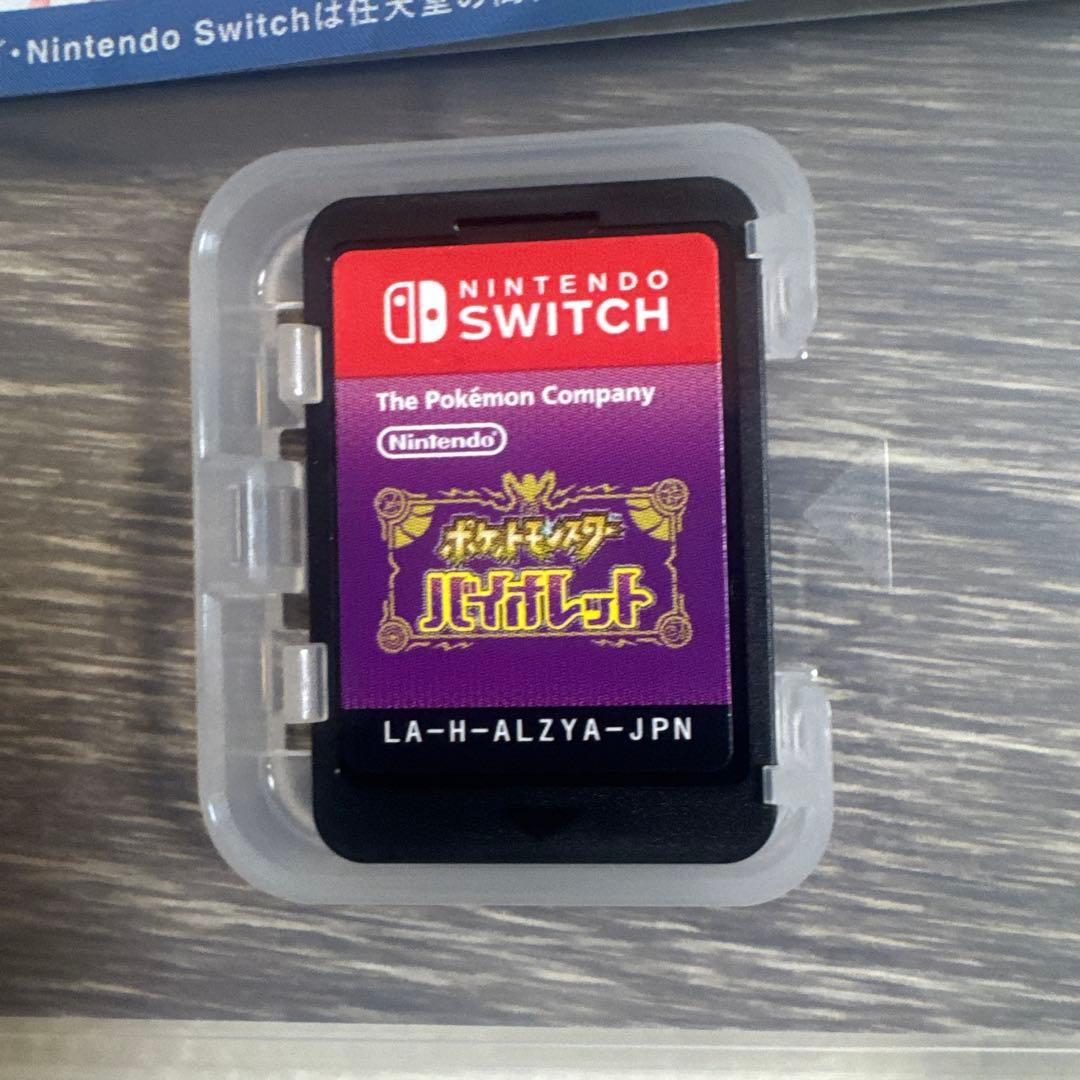 ・Nintendo Switchは任天堂の商
NINTENDO
SWITCH
The Pokémon Company
Nintendo
ポケットモンスター
バイオレット
LA-H-ALZYA-JPN